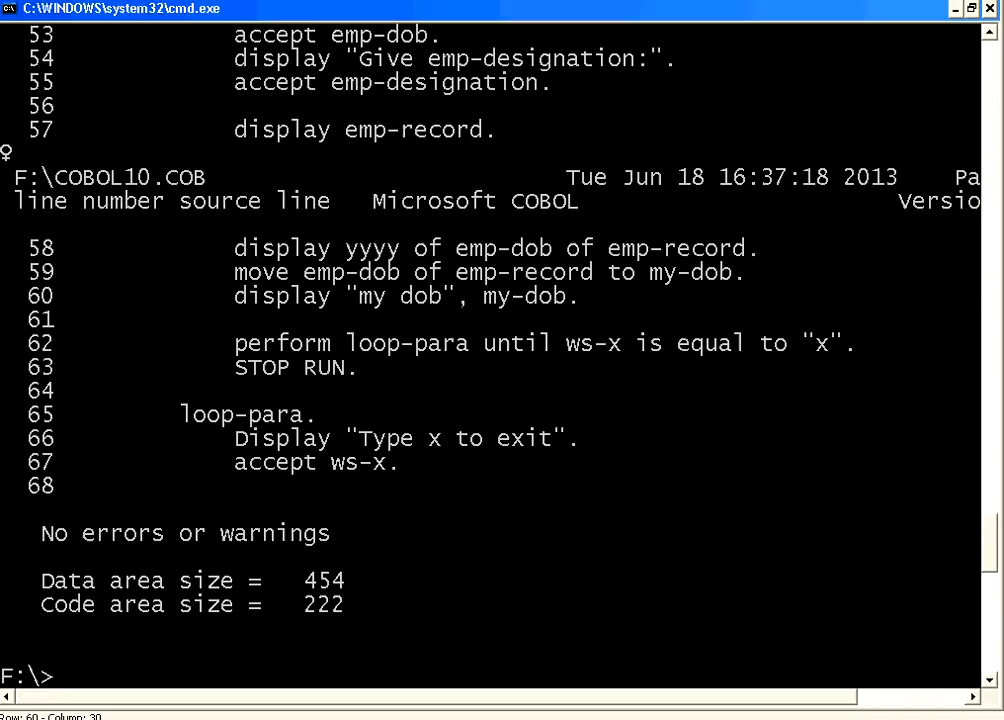 C:\WINDOWS\system32\cmd.exe
53 accept emp-dob.
54 display "Give emp-designation:".
55 accept emp-designation.
56
57 display emp-record.
♀
F:\COBOL10.COB Tue Jun 18 16:37:18 2013 Pa
line number source line Microsoft COBOL Versio
58 display yyyy of emp-dob of emp-record.
59 move emp-dob of emp-record to my-dob.
60 display "my dob", my-dob.
61
62 perform loop-para until ws-x is equal to "x".
63 STOP RUN.
64
65 loop-para.
66 Display "Type x to exit".
67 accept ws-x.
68
No errors or warnings
Data area size = 454
Code area size = 222
F:\>
Row: 60 - Column: 30